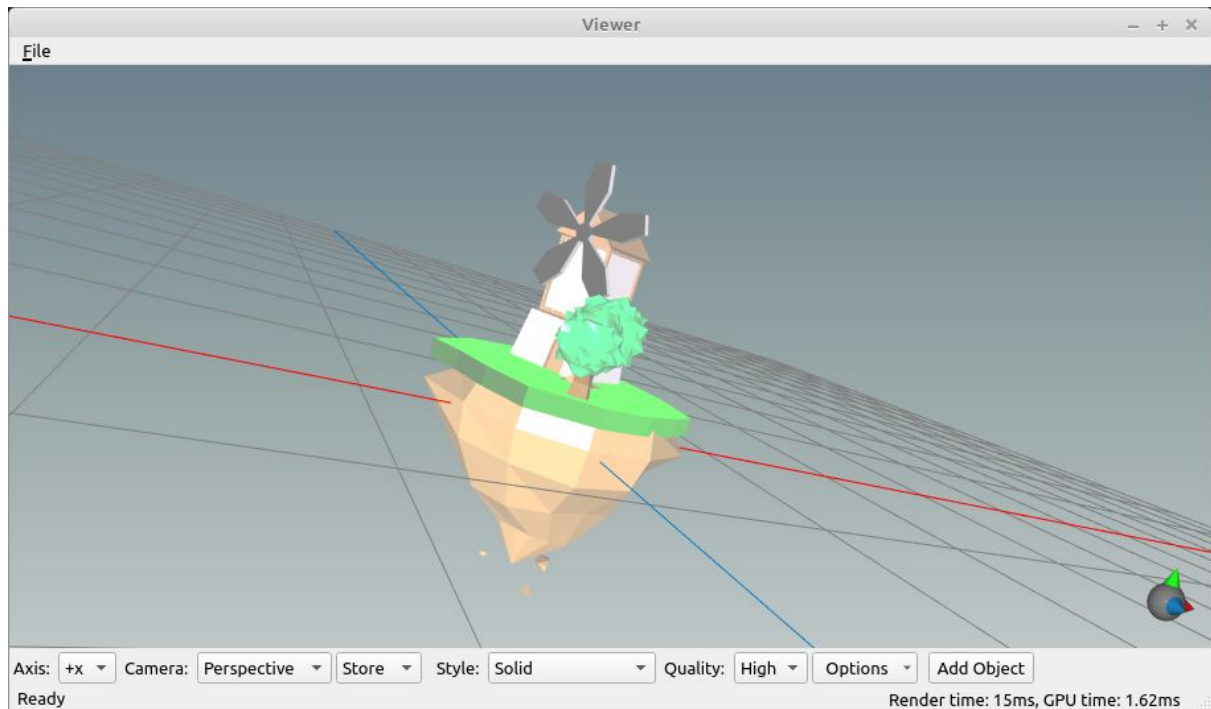 Viewer
File
Axis: +x Camera: Perspective Store Style: Solid Quality: High Options Add Object
Ready Render time: 15ms, GPU time: 1.62ms